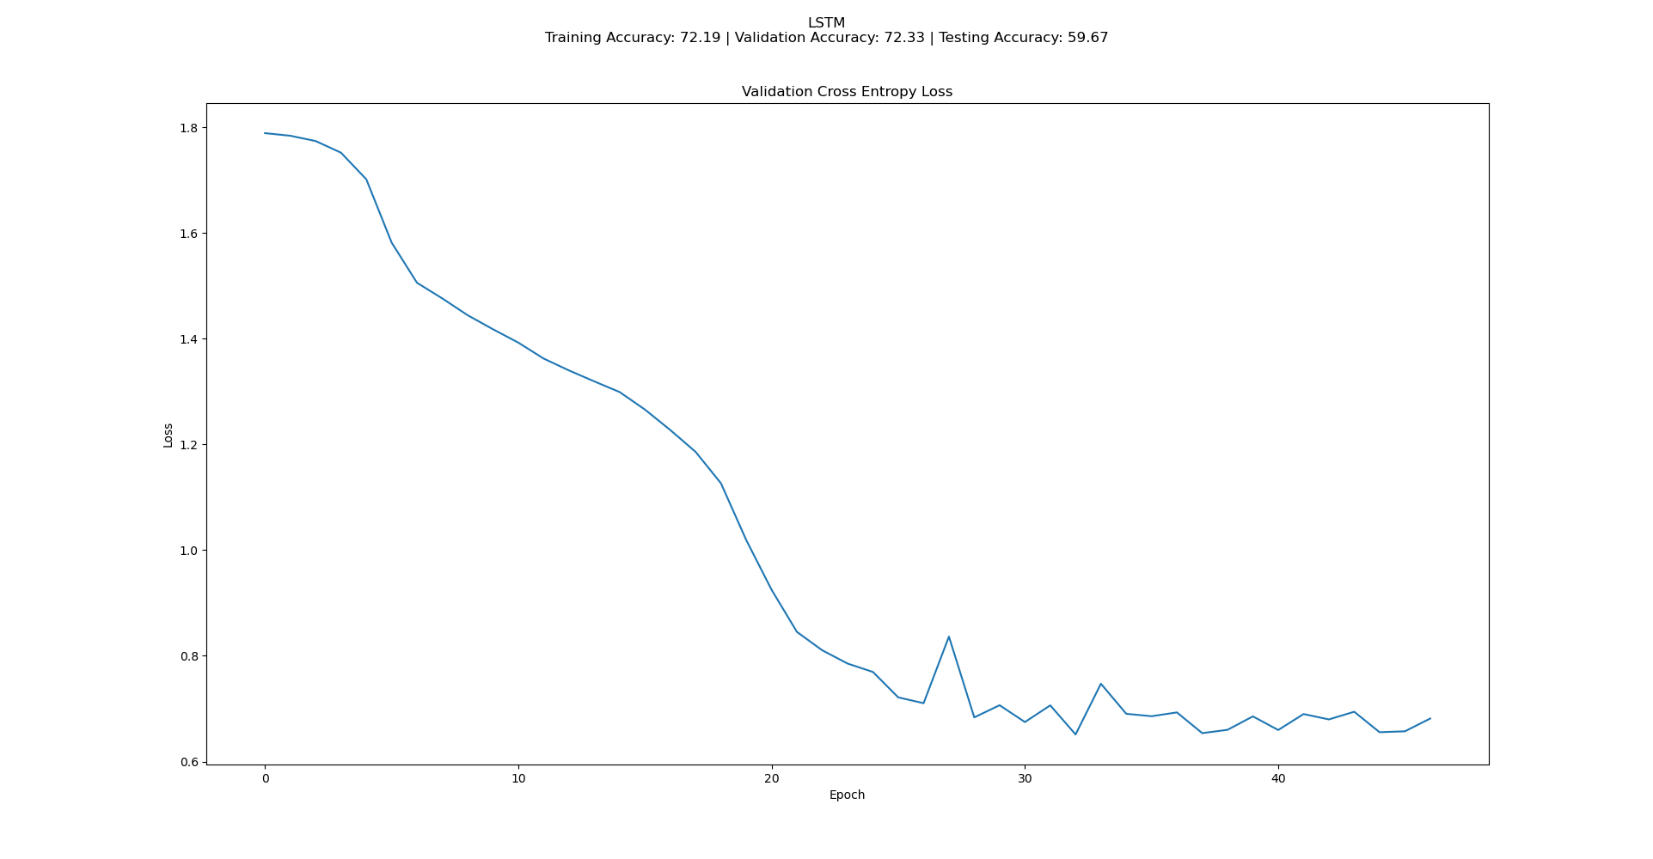 LSTM
Training Accuracy: 72.19 | Validation Accuracy: 72.33 | Testing Accuracy: 59.67
Validation Cross Entropy Loss
1.8
1.6
1.4
1.2
1.0
0.8
0.6
Loss
0 10 20 30 40
Epoch